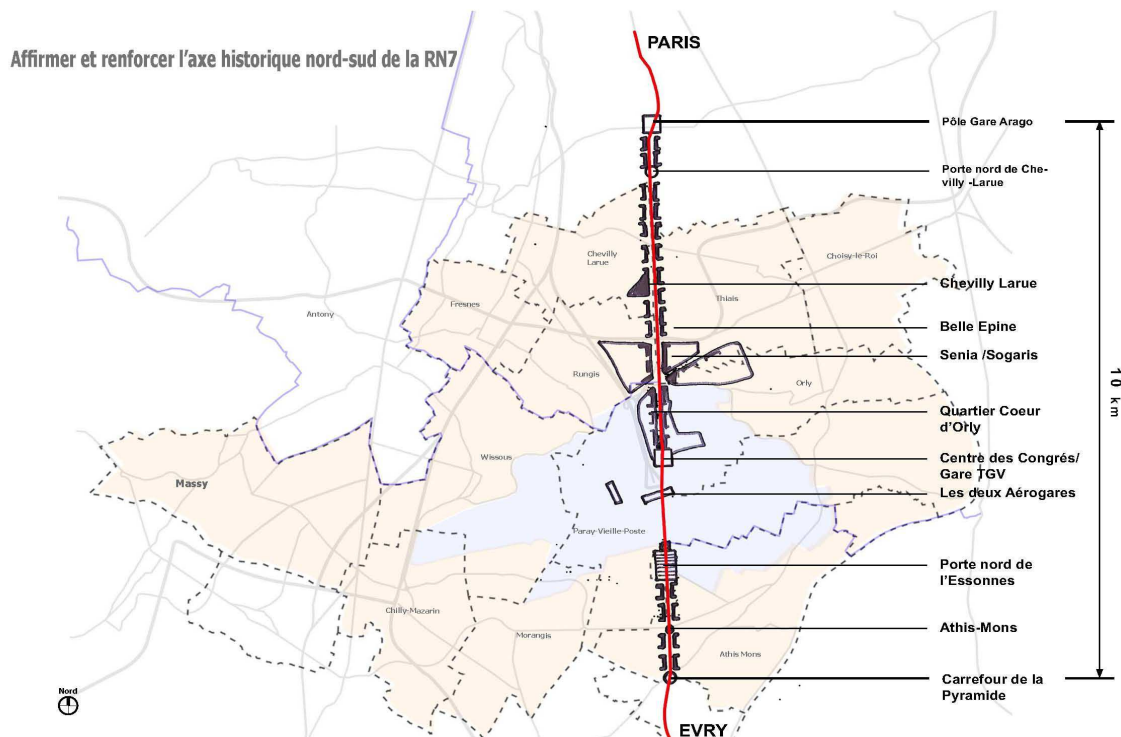 PARIS
Affirmer et renforcer l'axe historique nord-sud de la RN7
Pôle Gare Arago
Porte nord de Che-
villy -Larue
Chevilly
Larue
Choisy-le-Roi
Chevilly Larue
Fresnes
Thiais
Antony
Belle Epine
Senia /Sogaris
Rungis
Orly
10 km
Quartier Coeur
d'Orly
Wissous
Centre des Congrés/
Gare TGV
Massy
Les deux Aérogares
Paray-Vieille-Poste
Porte nord de
l'Essonnes
Chilly-Mazarin
Morangis
Athis-Mons
Athis Mons
Carrefour de la
Pyramide
Nord
EVRY